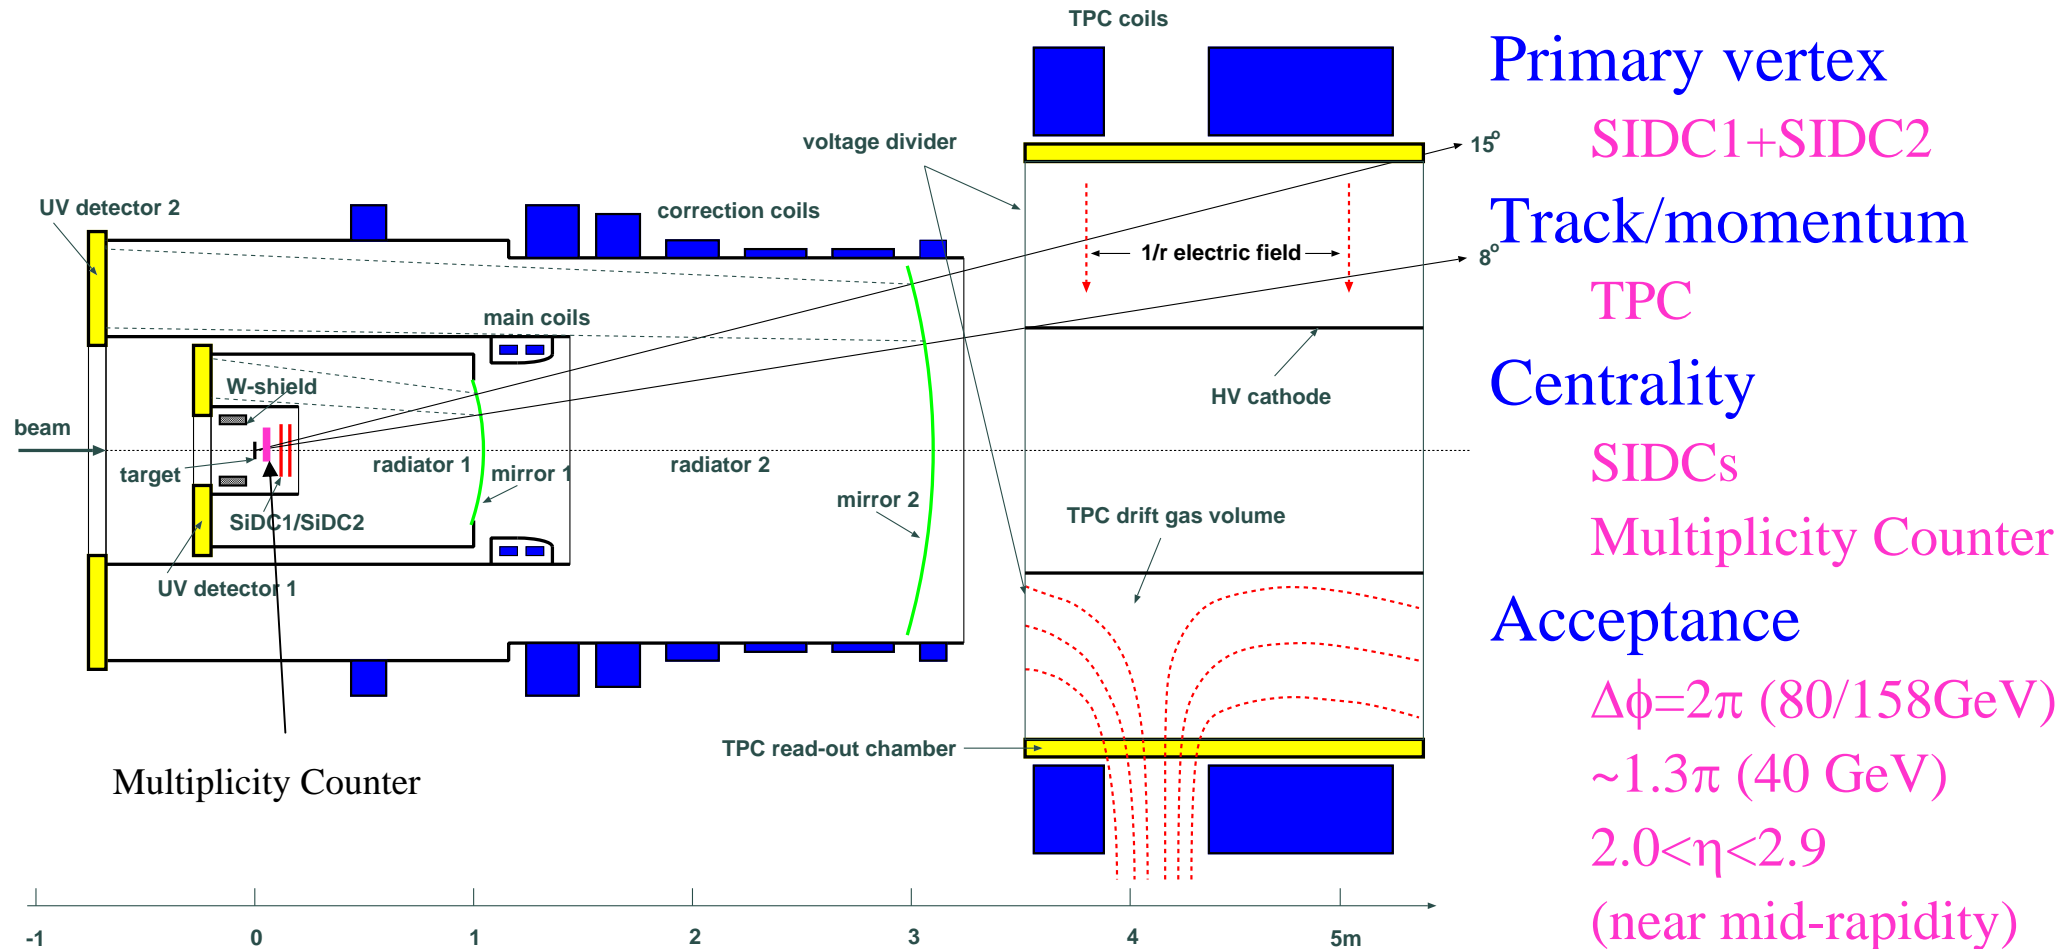 TPC coils
Primary vertex
SIDC1+SIDC2
voltage divider
15°
UV detector 2
correction coils
Track/momentum
1/r electric field
8°
TPC
main coils
Centrality
W-shield
HV cathode
beam
SIDCs
target
radiator 1
mirror 1
radiator 2
mirror 2
SiDC1/SiDC2
TPC drift gas volume
Multiplicity Counter
UV detector 1
Acceptance
Δϕ=2π (80/158GeV)
TPC read-out chamber
Multiplicity Counter
~1.3π (40 GeV)
2.0<η<2.9
(near mid-rapidity)
-1 0 1 2 3 4 5m